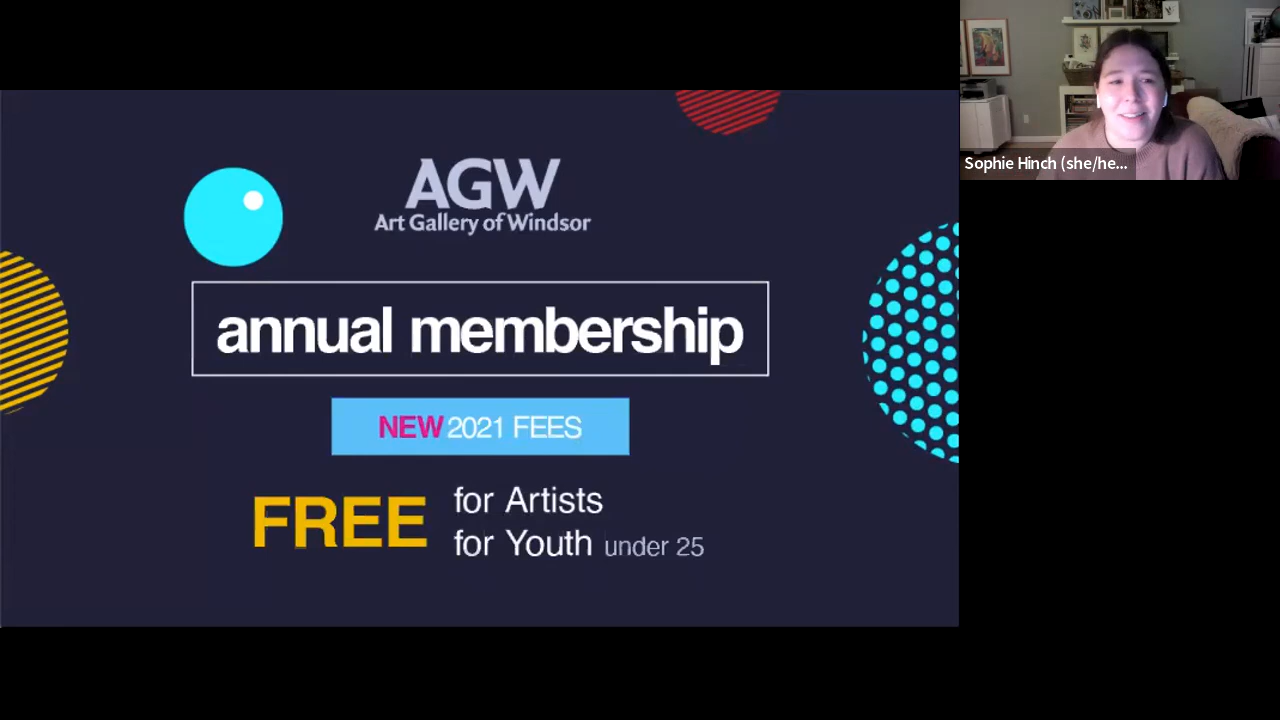 AGW
Art Gallery of Windsor
annual membership
NEW 2021 FEES
FREE for Artists
for Youth under 25
Sophie Hinch (she/he...